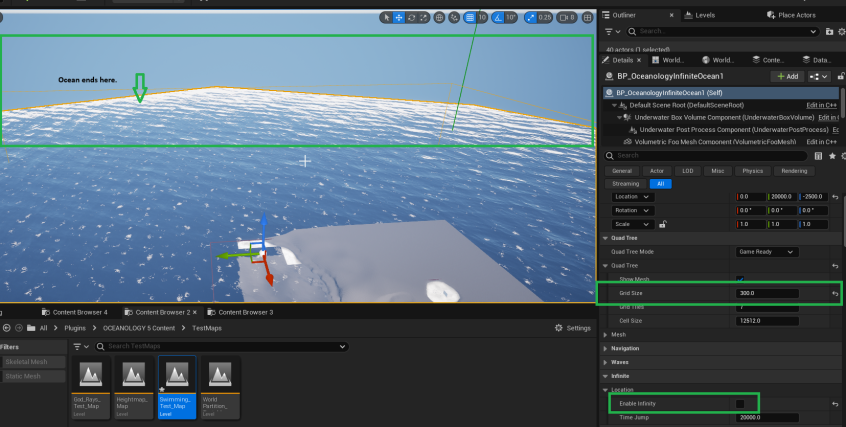 10
10°
0.25
8
Outliner
Levels
Place Actors
Search...
40 actors (1 selected)
Details
World..
World..
Conte..
Data..
BP_OceanologyInfiniteOcean1
Add
BP_OceanologyInfiniteOcean1 (Self)
Default Scene Root (DefaultSceneRoot)
Edit in C++
Underwater Box Volume Component (UnderwaterBoxVolume)
Edit in
Underwater Post Process Component (UnderwaterPostProcess)
Volumetric Fog Mesh Component (VolumetricFogMesh)
Edit in C++
Search
General
Actor
LOD
Misc
Physics
Rendering
Streaming
All
Location
0.0
20000.0
-2500.0
Rotation
0.0°
0.0°
0.0°
Scale
1.0
1.0
1.0
Quad Tree
Quad Tree Mode
Game Ready
Quad Tree
Show Mesh
Grid Size
300.0
Grid Tiles
Cell Size
12512.0
Mesh
Navigation
Waves
Infinite
Location
Enable Infinity
Time Jump
20000.0
Ocean ends here.
Content Browser 4
Content Browser 2
Content Browser 3
All
Plugins
OCEANOLOGY 5 Content
TestMaps
Settings
Filters
Search TestMaps
Skeletal Mesh
Static Mesh
God_Rays_
Test_Map
Level
Heightmap_
Map
Level
Swimming_
Test_Map
Level
World
Partition_
Level